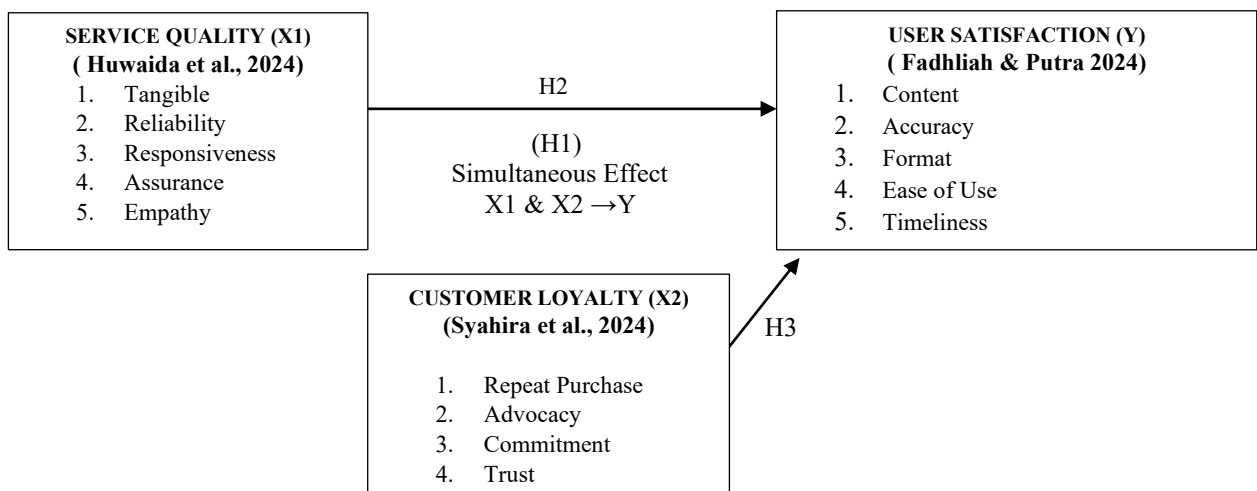 SERVICE QUALITY (X1)
( Huwaida et al., 2024)
1. Tangible
2. Reliability
3. Responsiveness
4. Assurance
5. Empathy
H2
(H1)
Simultaneous Effect
X1 & X2 →Y
USER SATISFACTION (Y)
( Fadhliah & Putra 2024)
1. Content
2. Accuracy
3. Format
4. Ease of Use
5. Timeliness
CUSTOMER LOYALTY (X2)
(Syahira et al., 2024)
1. Repeat Purchase
2. Advocacy
3. Commitment
4. Trust
H3